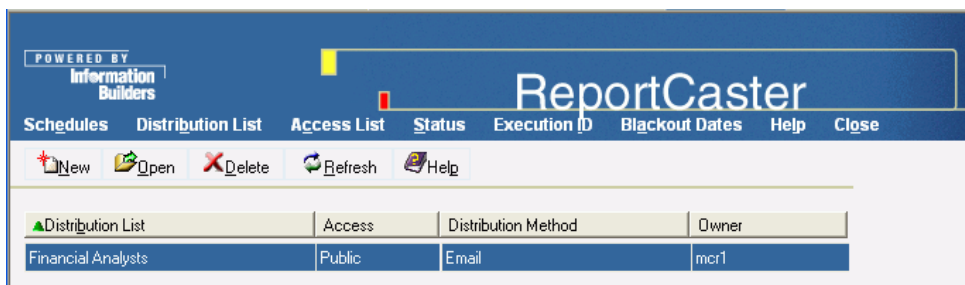 POWERED BY
Information
Builders
ReportCaster
Schedules Distribution List Access List Status Execution ID Blackout Dates Help Close
New Open Delete Refresh Help
Distribution List Access Distribution Method Owner
Financial Analysts Public Email mcr1